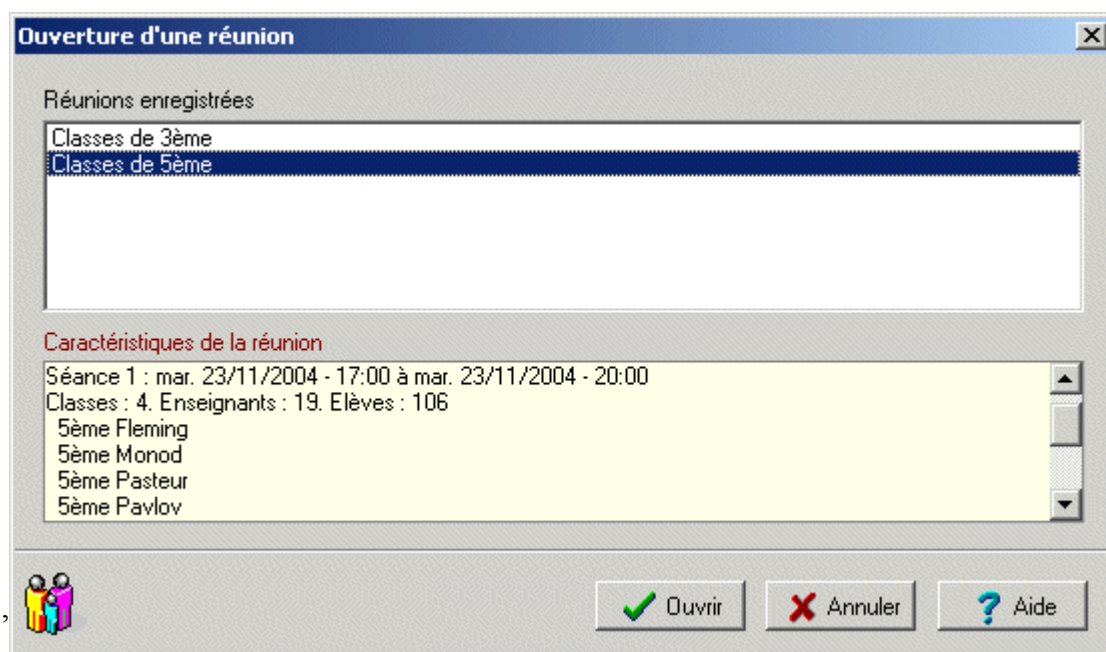 Ouverture d'une réunion
Réunions enregistrées
Classes de 3ème
Classes de 5ème
Caractéristiques de la réunion
Séance 1 : mar. 23/11/2004 - 17:00 à mar. 23/11/2004 - 20:00
Classes : 4. Enseignants : 19. Elèves : 106
5ème Fleming
5ème Monod
5ème Pasteur
5ème Pavlov
, Ouvrir Annuler ? Aide